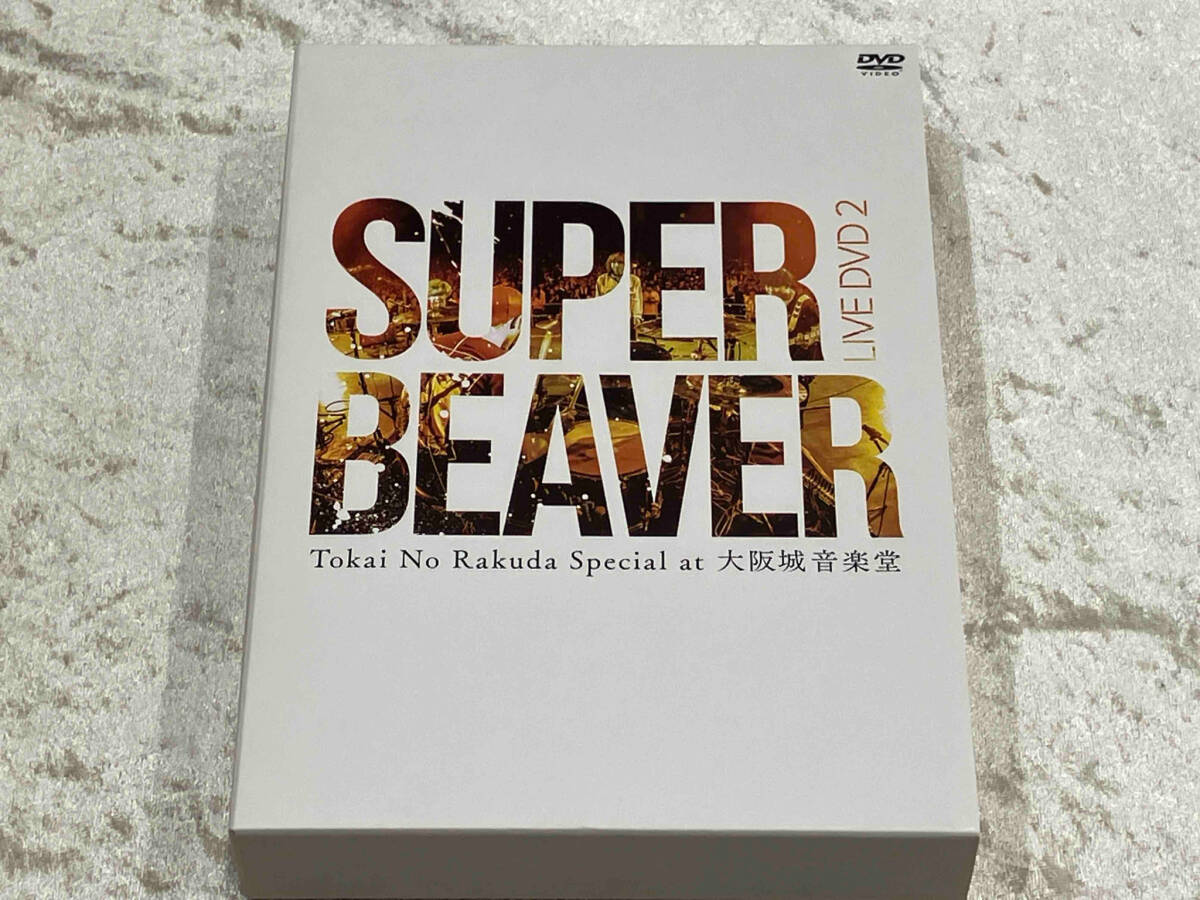 DVD
VIDEO
SUPER
LIVE DVD 2
BEAVER
Tokai No Rakuda Special at 大阪城音楽堂